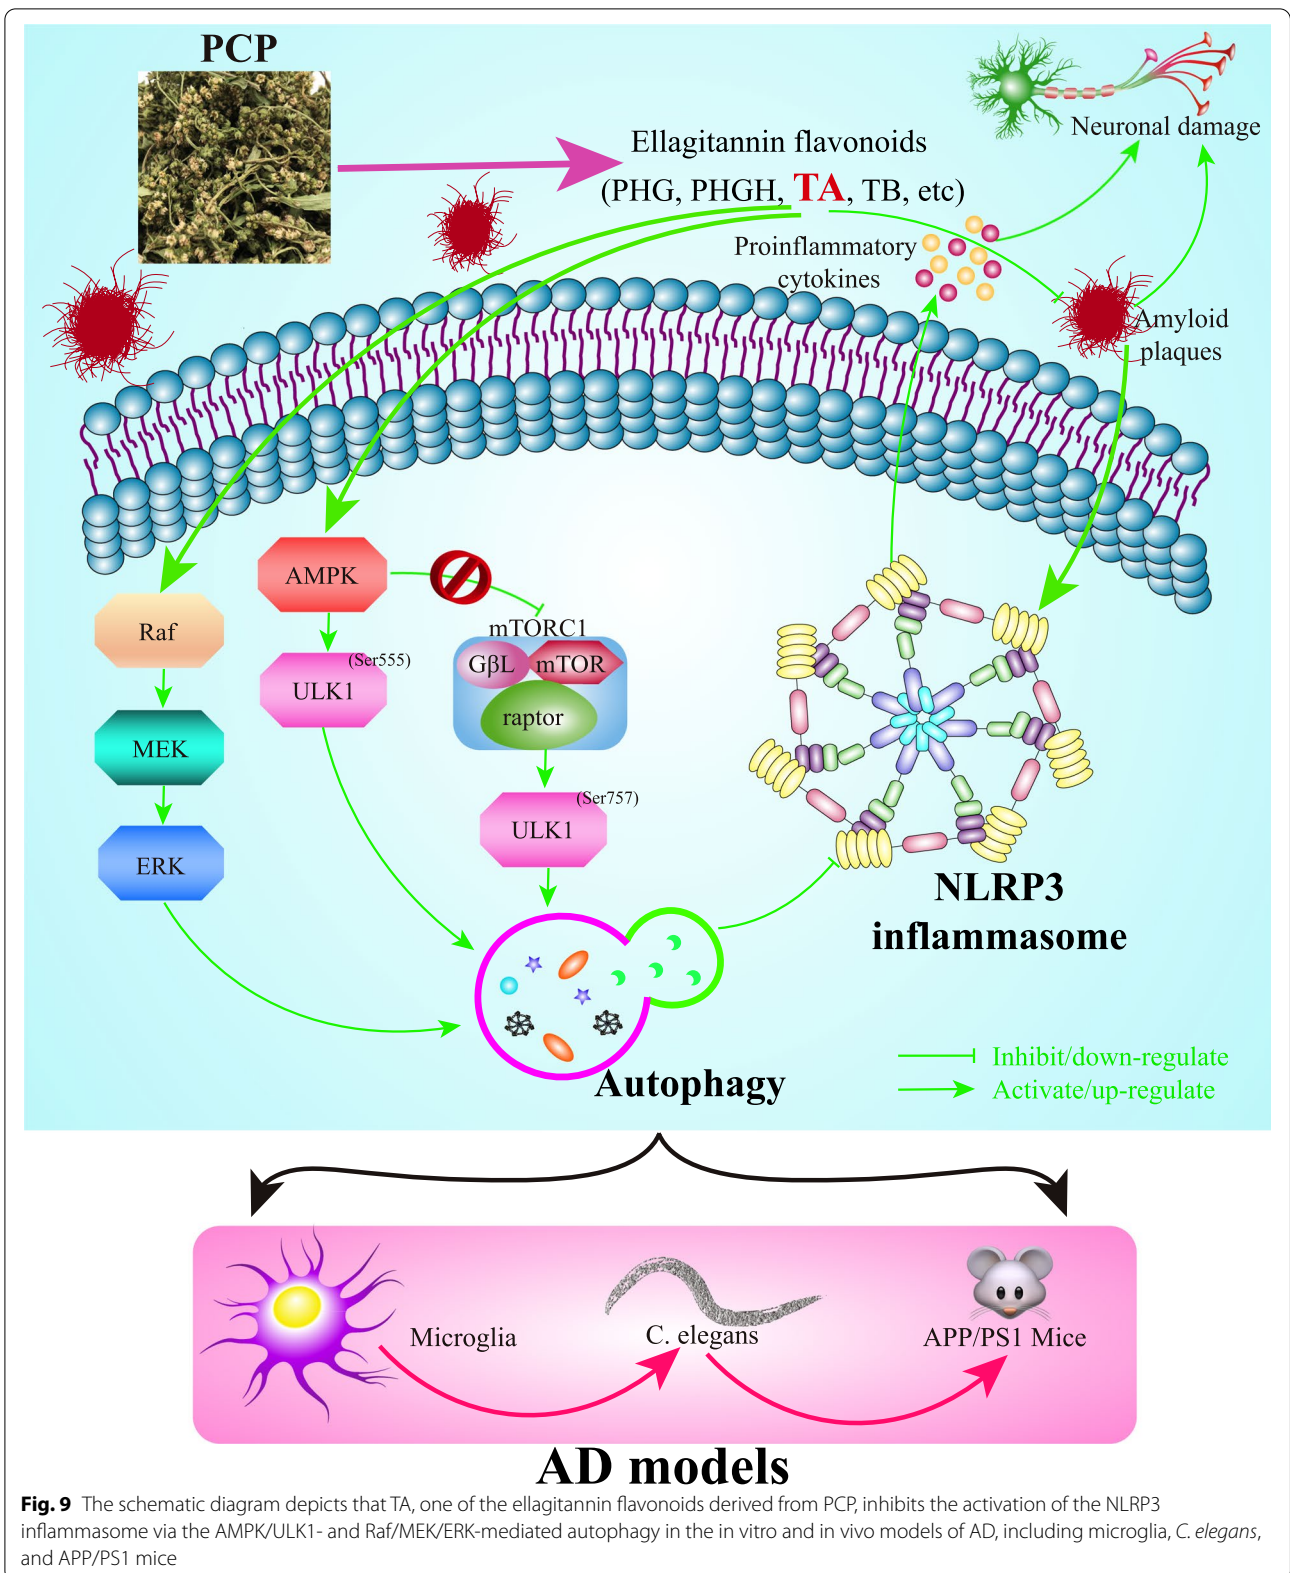 PCP
Ellagitannin flavonoids
(PHG, PHGH, TA, TB, etc)
Neuronal damage
Proinflammatory
cytokines
Amyloid
plaques
AMPK
Raf
mTORC1
(Ser555)
ULK1
GβL
mTOR
raptor
MEK
(Ser757)
ULK1
ERK
NLRP3
inflammasome
Autophagy
Inhibit/down-regulate
Activate/up-regulate
Microglia
C. elegans
APP/PS1 Mice
AD models
Fig. 9 The schematic diagram depicts that TA, one of the ellagitannin flavonoids derived from PCP, inhibits the activation of the NLRP3
inflammasome via the AMPK/ULK1- and Raf/MEK/ERK-mediated autophagy in the in vitro and in vivo models of AD, including microglia, C. elegans,
and APP/PS1 mice